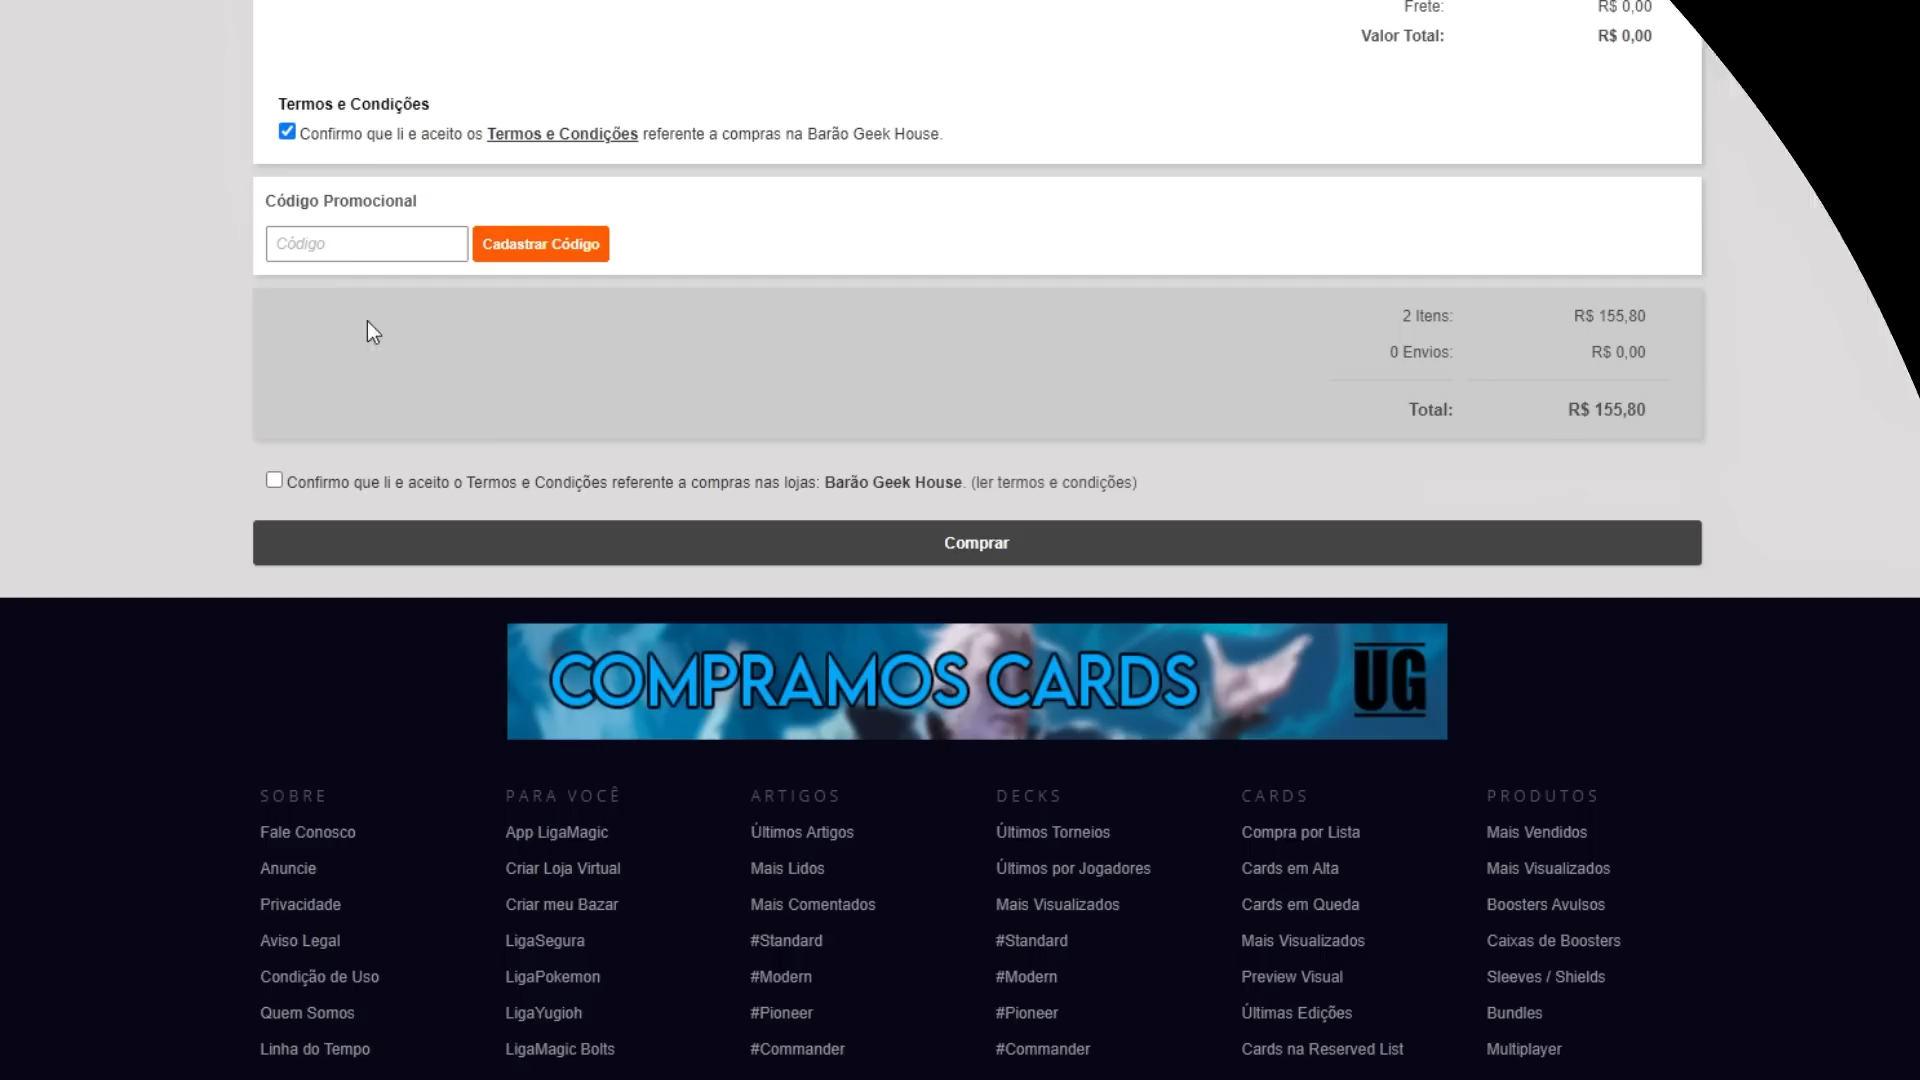 Frete: R$ 0,00
Valor Total: R$ 0,00
Termos e Condições
Confirmo que li e aceito os Termos e Condições referente a compras na Barão Geek House.
Código Promocional
Código Cadastrar Código
2 Itens: R$ 155,80
0 Envios: R$ 0,00
Total: R$ 155,80
Confirmo que li e aceito o Termos e Condições referente a compras nas lojas: Barão Geek House. (ler termos e condições)
Comprar
COMPRAMOS CARDS UG
SOBRE PARA VOCÊ ARTIGOS DECKS CARDS PRODUTOS
Fale Conosco App LigaMagic Últimos Artigos Últimos Torneios Compra por Lista Mais Vendidos
Anuncie Criar Loja Virtual Mais Lidos Últimos por Jogadores Cards em Alta Mais Visualizados
Privacidade Criar meu Bazar Mais Comentados Mais Visualizados Cards em Queda Boosters Avulsos
Aviso Legal LigaSegura #Standard #Standard Mais Visualizados Caixas de Boosters
Condição de Uso LigaPokemon #Modern #Modern Preview Visual Sleeves / Shields
Quem Somos LigaYugioh #Pioneer #Pioneer Últimas Edições Bundles
Linha do Tempo LigaMagic Bolts #Commander #Commander Cards na Reserved List Multiplayer